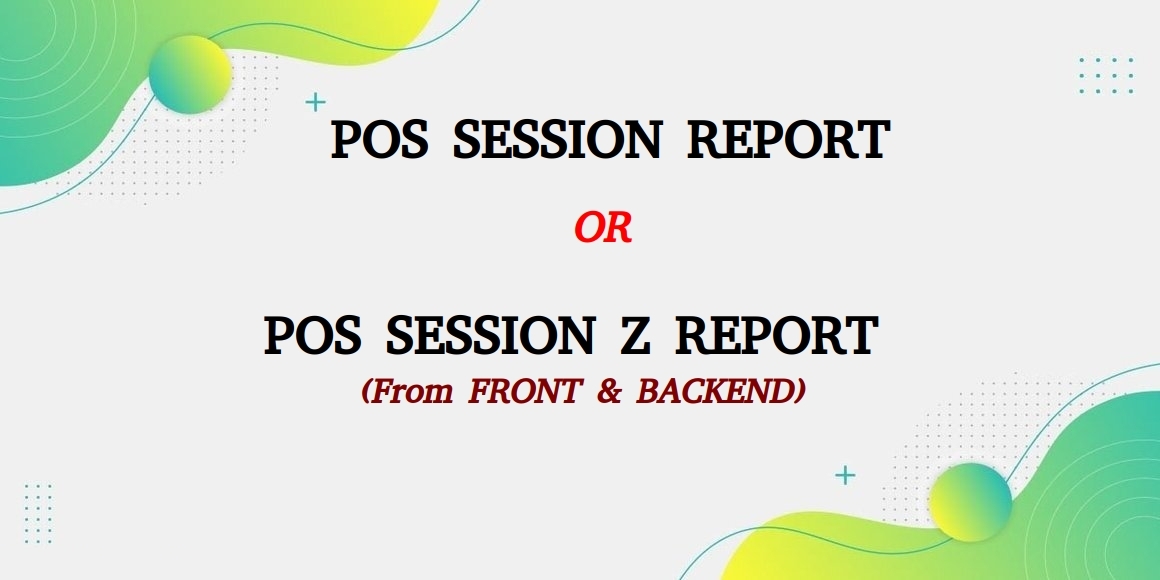 POS SESSION REPORT
OR
POS SESSION Z REPORT
(From FRONT & BACKEND)